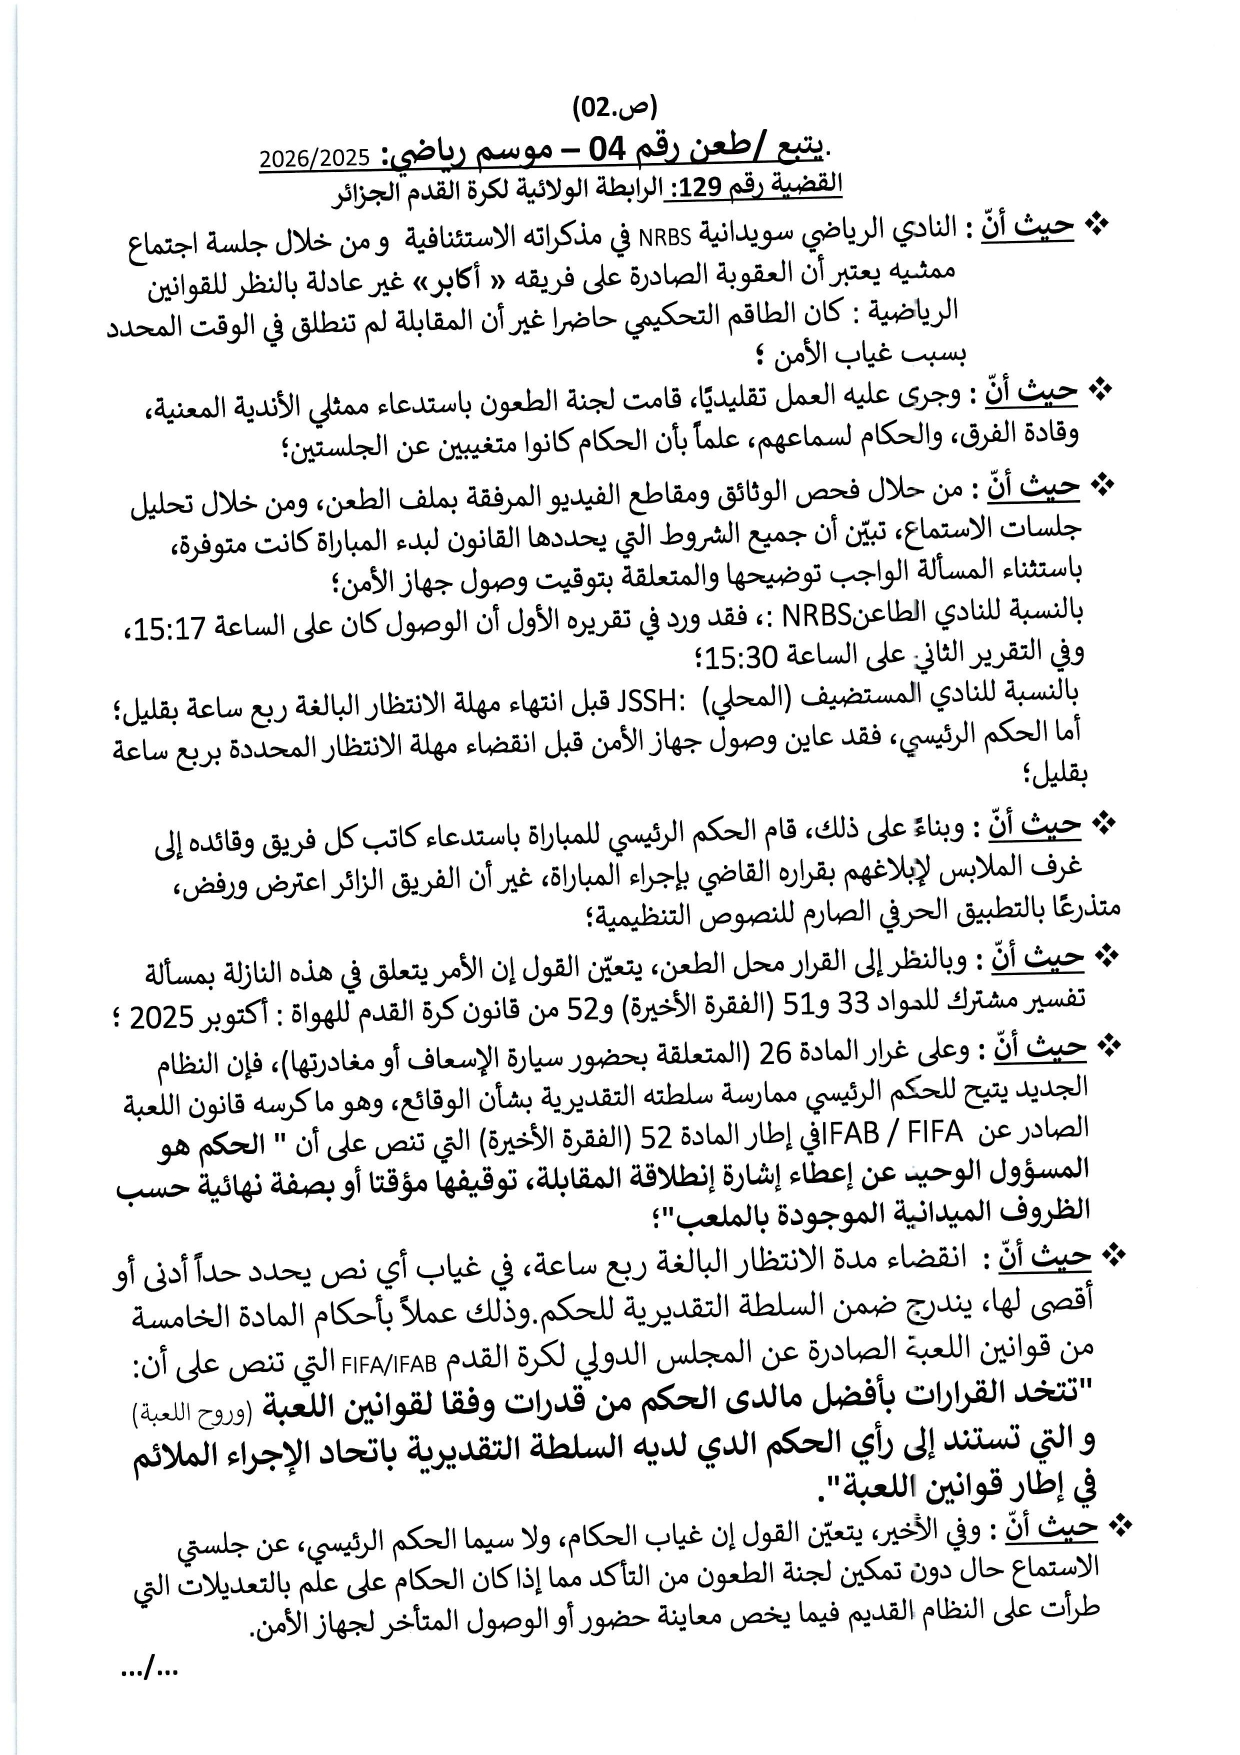 (ص.02)
.يتبع /طعن رقم 04 – موسم رياضي: 2026/2025
القضية رقم 129: الرابطة الولائية لكرة القدم الجزائر
❖ حيث أنّ : النادي الرياضي سويدانية NRBS في مذكراته الاستئنافية و من خلال جلسة اجتماع
ممثليه يعتبر أن العقوبة الصادرة على فريقه « أكابر» غير عادلة بالنظر للقوانين
الرياضية : كان الطاقم التحكيمي حاضرا غير أن المقابلة لم تنطلق في الوقت المحدد
بسبب غياب الأمن ؛
❖ حيث أنّ : وجرى عليه العمل تقليديًا، قامت لجنة الطعون باستدعاء ممثلي الأندية المعنية،
وقادة الفرق، والحكام لسماعهم، علماً بأن الحكام كانوا متغيبين عن الجلستين؛
❖ حيث أنّ : من حلال فحص الوثائق ومقاطع الفيديو المرفقة بملف الطعن، ومن خلال تحليل
جلسات الاستماع، تبيّن أن جميع الشروط التي يحددها القانون لبدء المباراة كانت متوفرة،
باستثناء المسألة الواجب توضيحها والمتعلقة بتوقيت وصول جهاز الأمن؛
بالنسبة للنادي الطاعنNRBS :، فقد ورد في تقريره الأول أن الوصول كان على الساعة 15:17،
وفي التقرير الثاني على الساعة 15:30؛
بالنسبة للنادي المستضيف (المحلي) JSSH: قبل انتهاء مهلة الانتظار البالغة ربع ساعة بقليل؛
أما الحكم الرئيسي، فقد عاين وصول جهاز الأمن قبل انقضاء مهلة الانتظار المحددة بربع ساعة
بقليل؛
❖ حيث أنّ : وبناءً على ذلك، قام الحكم الرئيسي للمباراة باستدعاء كاتب كل فريق وقائده إلى
غرف الملابس لإبلاغهم بقراره القاضي بإجراء المباراة، غير أن الفريق الزائر اعترض ورفض،
متذرعًا بالتطبيق الحرفي الصارم للنصوص التنظيمية؛
❖ حيث أنّ : وبالنظر إلى القرار محل الطعن، يتعيّن القول إن الأمر يتعلق في هذه النازلة بمسألة
تفسير مشترك للمواد 33 و51 (الفقرة الأخيرة) و52 من قانون كرة القدم للهواة : أكتوبر 2025 ؛
❖ حيث أنّ : وعلى غرار المادة 26 (المتعلقة بحضور سيارة الإسعاف أو مغادرتها)، فإن النظام
الجديد يتيح للحكم الرئيسي ممارسة سلطته التقديرية بشأن الوقائع، وهو ما كرسه قانون اللعبة
الصادر عن IFAB / FIFAفي إطار المادة 52 (الفقرة الأخيرة) التي تنص على أن " الحكم هو
المسؤول الوحيد عن إعطاء إشارة إنطلاقة المقابلة، توقيفها مؤقتا أو بصفة نهائية حسب
الظروف الميدانية الموجودة بالملعب"؛
❖ حيث أنّ : انقضاء مدة الانتظار البالغة ربع ساعة، في غياب أي نص يحدد حداً أدنى أو
أقصى لها، يندرج ضمن السلطة التقديرية للحكم.وذلك عملاً بأحكام المادة الخامسة
من قوانين اللعبة الصادرة عن المجلس الدولي لكرة القدم FIFA/IFAB التي تنص على أن:
"تتخد القرارات بأفضل مالدى الحكم من قدرات وفقا لقوانين اللعبة (وروح اللعبة)
و التي تستند إلى رأي الحكم الدي لديه السلطة التقديرية باتحاد الإجراء الملائم
في إطار قوانين اللعبة".
❖ حيث أنّ : وفي الأخير، يتعيّن القول إن غياب الحكام، ولا سيما الحكم الرئيسي، عن جلستي
الاستماع حال دون تمكين لجنة الطعون من التأكد مما إذا كان الحكام على علم بالتعديلات التي
طرأت على النظام القديم فيما يخص معاينة حضور أو الوصول المتأخر لجهاز الأمن.
.../...